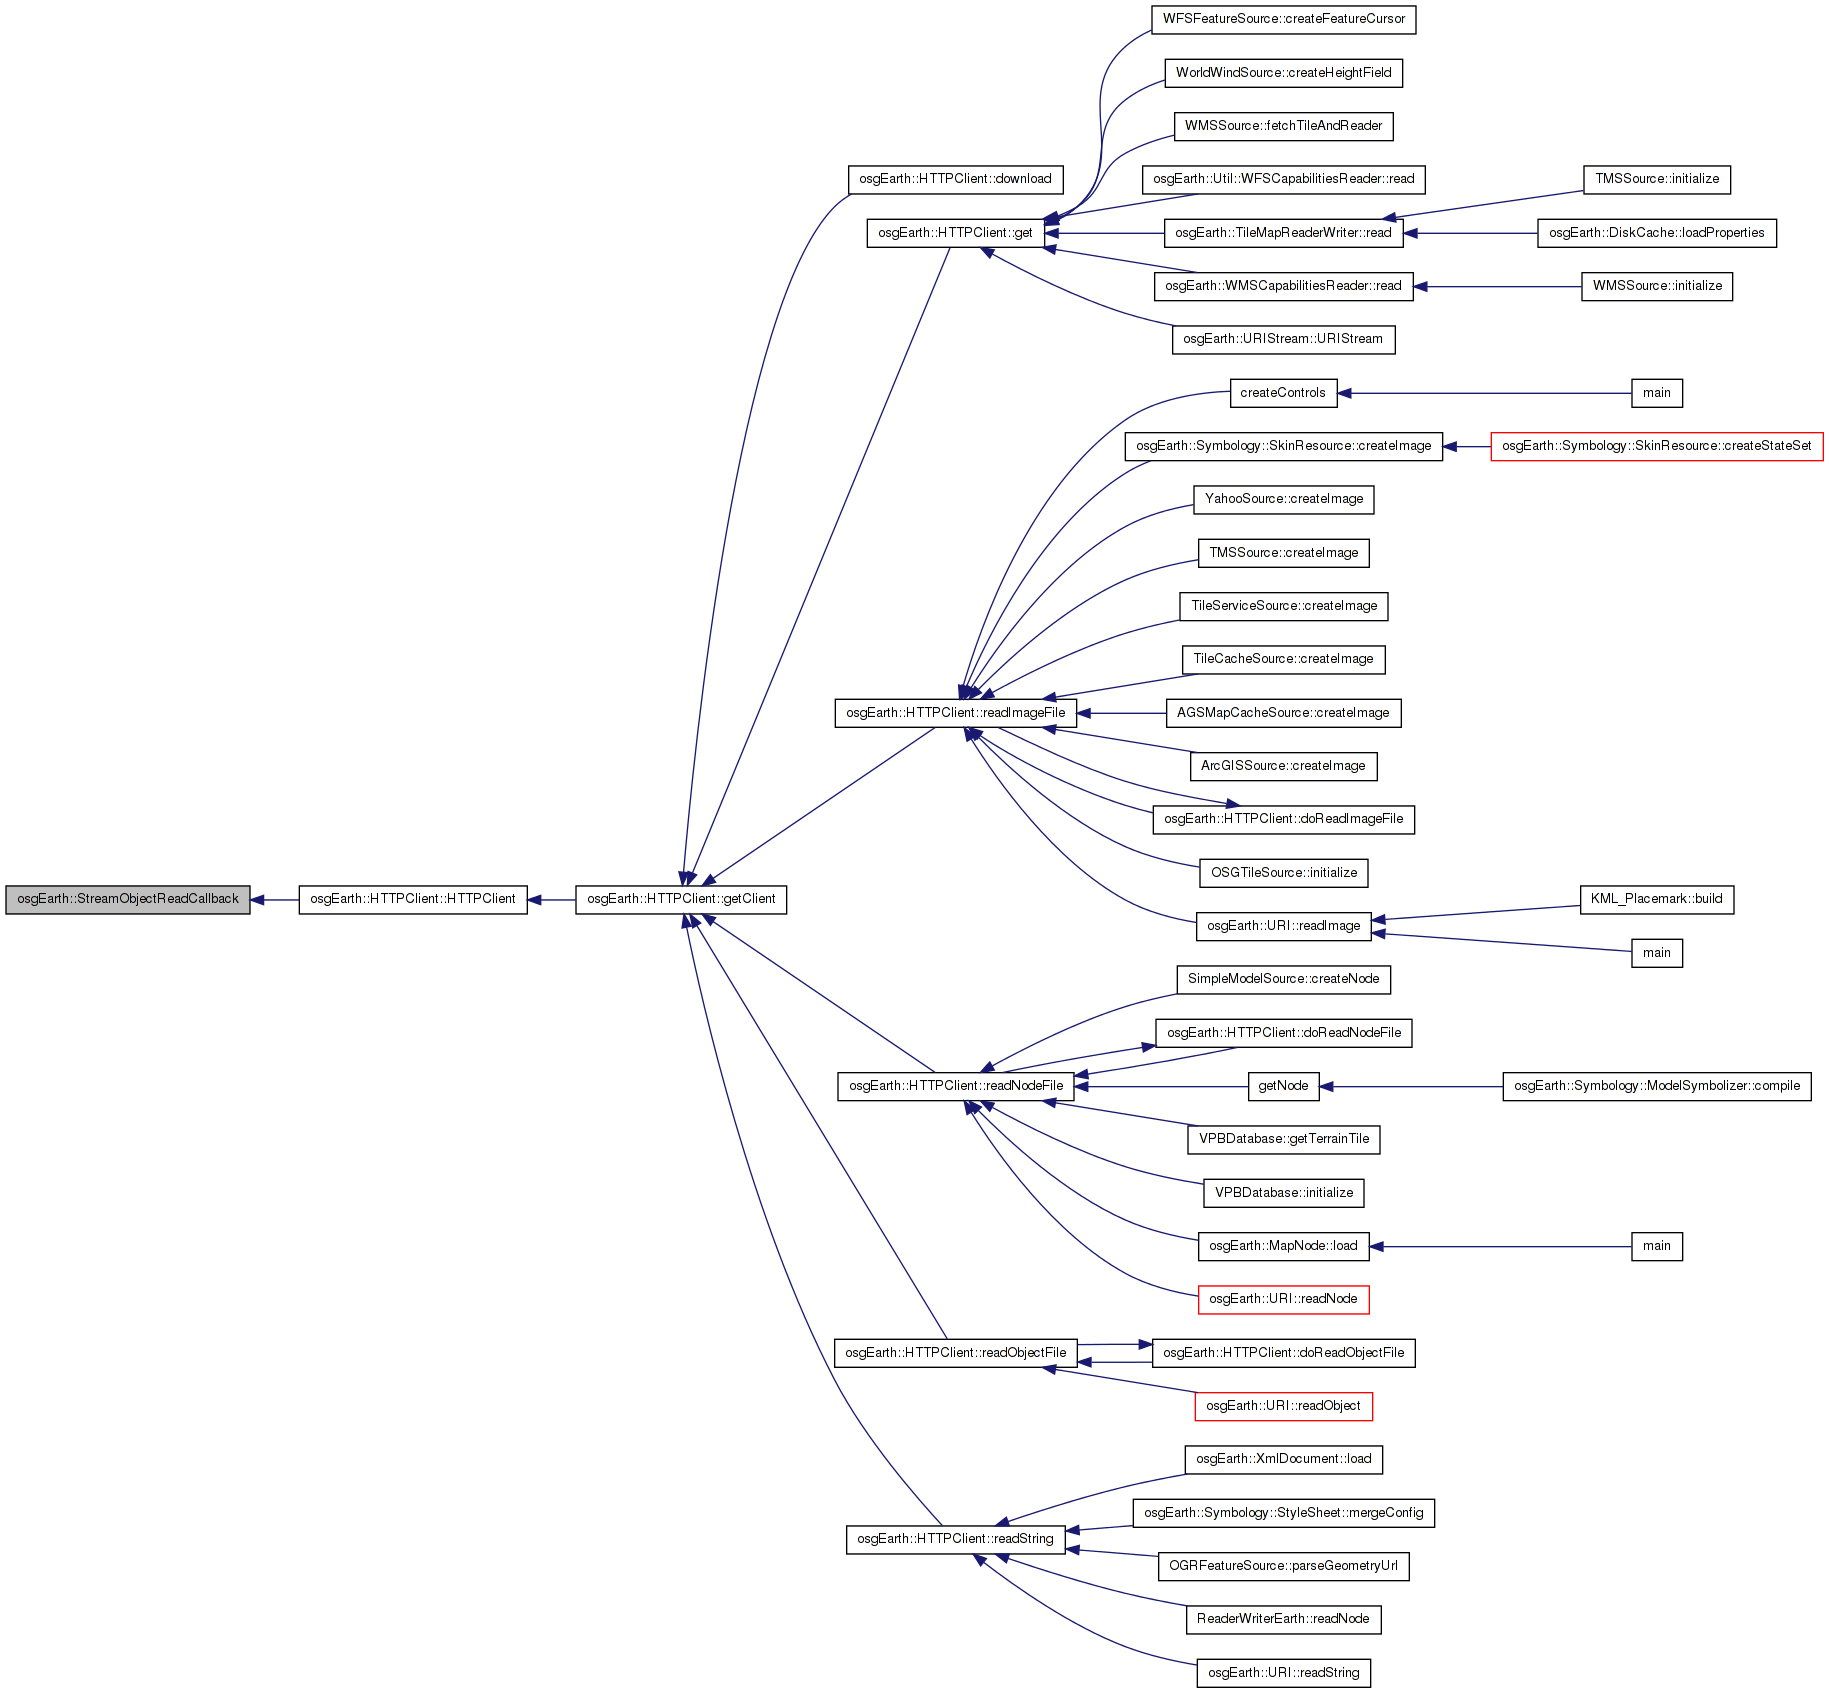 WFSFeatureSource::createFeatureCursor
WorldWindSource::createHeightField
WMSSource::fetchTileAndReader
osgEarth::HTTPClient::download
osgEarth::Util::WFSCapabilitiesReader::read
TMSSource::initialize
osgEarth::HTTPClient::get
osgEarth::TileMapReaderWriter::read
osgEarth::DiskCache::loadProperties
osgEarth::WMSCapabilitiesReader::read
WMSSource::initialize
osgEarth::URIStream::URIStream
createControls
main
osgEarth::Symbology::SkinResource::createImage
osgEarth::Symbology::SkinResource::createStateSet
YahooSource::createImage
TMSSource::createImage
TileServiceSource::createImage
TileCacheSource::createImage
osgEarth::HTTPClient::readImageFile
AGSMapCacheSource::createImage
ArcGISSource::createImage
osgEarth::HTTPClient::doReadImageFile
OSGTileSource::initialize
osgEarth::StreamObjectReadCallback
osgEarth::HTTPClient::HTTPClient
osgEarth::HTTPClient::getClient
KML_Placemark::build
osgEarth::URI::readImage
main
SimpleModelSource::createNode
osgEarth::HTTPClient::doReadNodeFile
osgEarth::HTTPClient::readNodeFile
getNode
osgEarth::Symbology::ModelSymbolizer::compile
VPBDatabase::getTerrainTile
VPBDatabase::initialize
osgEarth::MapNode::load
main
osgEarth::URI::readNode
osgEarth::HTTPClient::readObjectFile
osgEarth::HTTPClient::doReadObjectFile
osgEarth::URI::readObject
osgEarth::XmlDocument::load
osgEarth::Symbology::StyleSheet::mergeConfig
osgEarth::HTTPClient::readString
OGRFeatureSource::parseGeometryUrl
ReaderWriterEarth::readNode
osgEarth::URI::readString